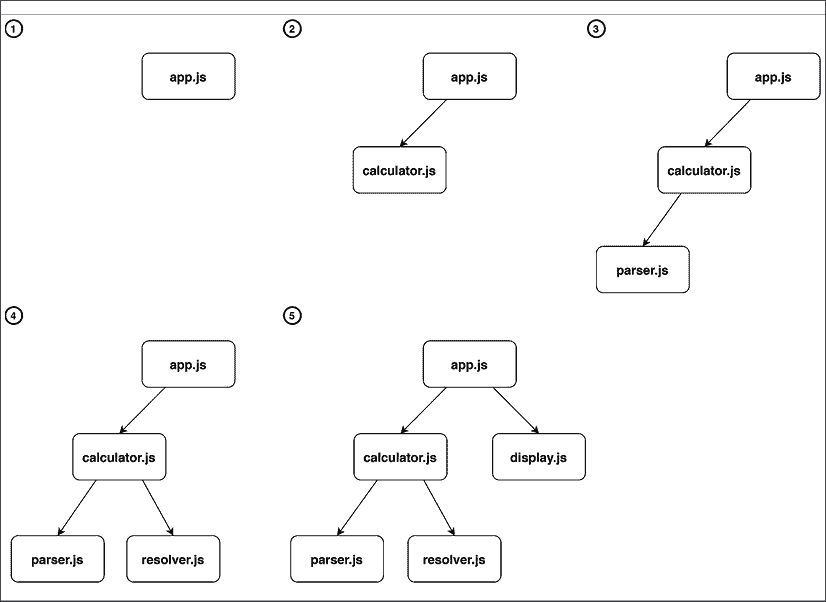 1
app.js
2
app.js
calculator.js
3
app.js
calculator.js
parser.js
4
app.js
calculator.js
parser.js
resolver.js
5
app.js
calculator.js
display.js
parser.js
resolver.js